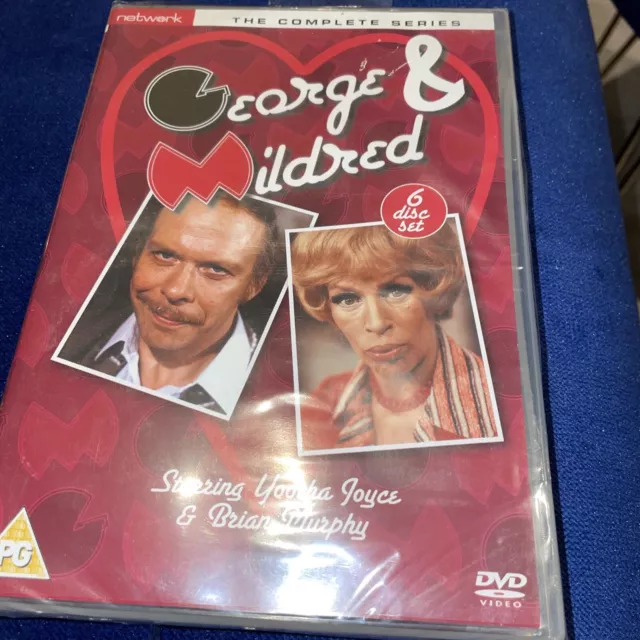 network
THE COMPLETE SERIES
George &
Mildred
6
disc
set
Starring Yootha Joyce
& Brian Murphy
PG
DVD
VIDEO